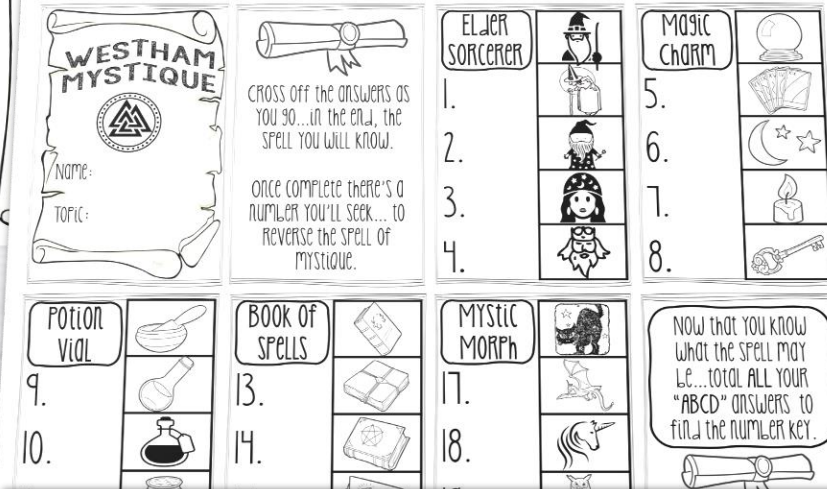 WESTHAM
MYSTIQUE
Name:
Topic:
Cross off the answers as
you go...in the end, the
spell you will know.
Once complete there's a
number you'll seek... to
reverse the spell of
mystique.
Elder
Sorcerer
1.
2.
3.
4.
Magic
Charm
5.
6.
7.
8.
Potion
Vial
9.
10.
Book of
Spells
13.
14.
Mystic
Morph
17.
18.
Now that you know
what the spell may
be...total ALL your
"ABCD" answers to
find the number key.